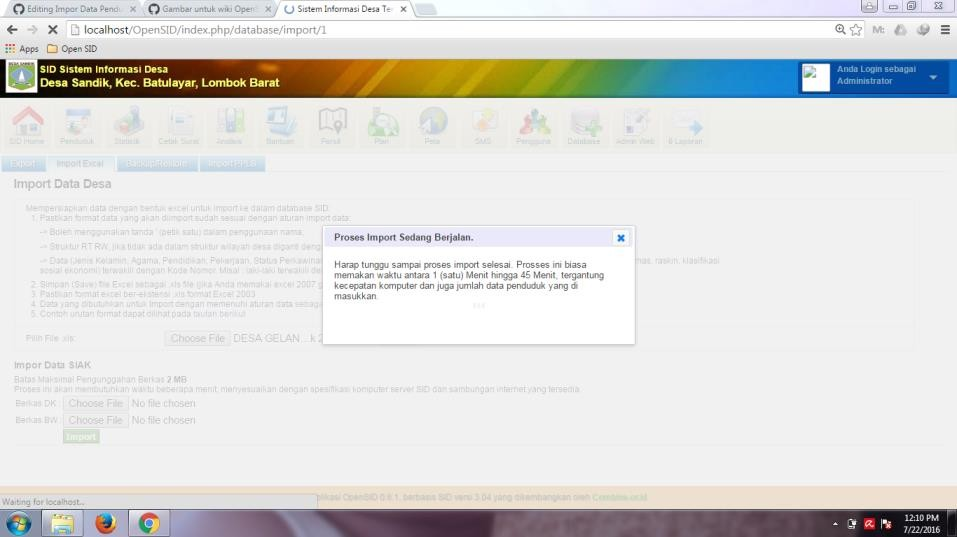 Editing Impor Data Pendu
Gambar untuk wiki OpenS
Sistem Informasi Desa Te
localhost/OpenSID/index.php/database/import/1
Apps
Open SID
SID Sistem Informasi Desa
Desa Sandik, Kec. Batulayar, Lombok Barat
Anda Login sebagai
Administrator
SID Home Penduduk Statistik Cetak Surat Analisis Bantuan Persil Plan Peta SMS Pengguna Database Admin Web Laporan
Export Import Excel Backup/Restore Import PPLS
Import Data Desa
Mempersiapkan data dengan bentuk excel untuk import ke dalam database SID:
1. Pastikan format data yang akan diimport sudah sesuai dengan aturan import data:
-> Boleh menggunakan tanda ' (petik satu) dalam penggunaan nama,
-> Struktur RT RW, jika tidak ada dalam struktur wilayah desa diganti deng
-> Data (Jenis Kelamin, Agama, Pendidikan, Pekerjaan, Status Perkawinan mas, raskin, klasifikasi
sosial ekonomi) terwakili dengan Kode Nomor. Misal : laki-laki terwakili de
2. Simpan (Save) file Excel sebagai .xls file (jika Anda memakai excel 2007 g
3. Pastikan format excel ber-ekstensi .xls format Excel 2003
4. Data yang dibutuhkan untuk Import dengan memenuhi aturan data sebagai
5. Contoh urutan format dapat dilihat pada tautan berikut
Pilih File .xls: Choose File DESA GELAN...k 2
Proses Import Sedang Berjalan.
Harap tunggu sampai proses import selesai. Prosses ini biasa
memakan waktu antara 1 (satu) Menit hingga 45 Menit, tergantung
kecepatan komputer dan juga jumlah data penduduk yang di
masukkan.
Impor Data SIAK
Batas Maksimal Pengunggahan Berkas 2 MB
Proses ini akan membutuhkan waktu beberapa menit, menyesuaikan dengan spesifikasi komputer server SID dan sambungan internet yang tersedia.
Berkas DK : Choose File No file chosen
Berkas BW : Choose File No file chosen
Import
plikasi OpenSID 0.6.1, berbasis SID versi 3.04 yang dikembangkan oleh Combine.or.id
Waiting for localhost...
12:10 PM
7/22/2016